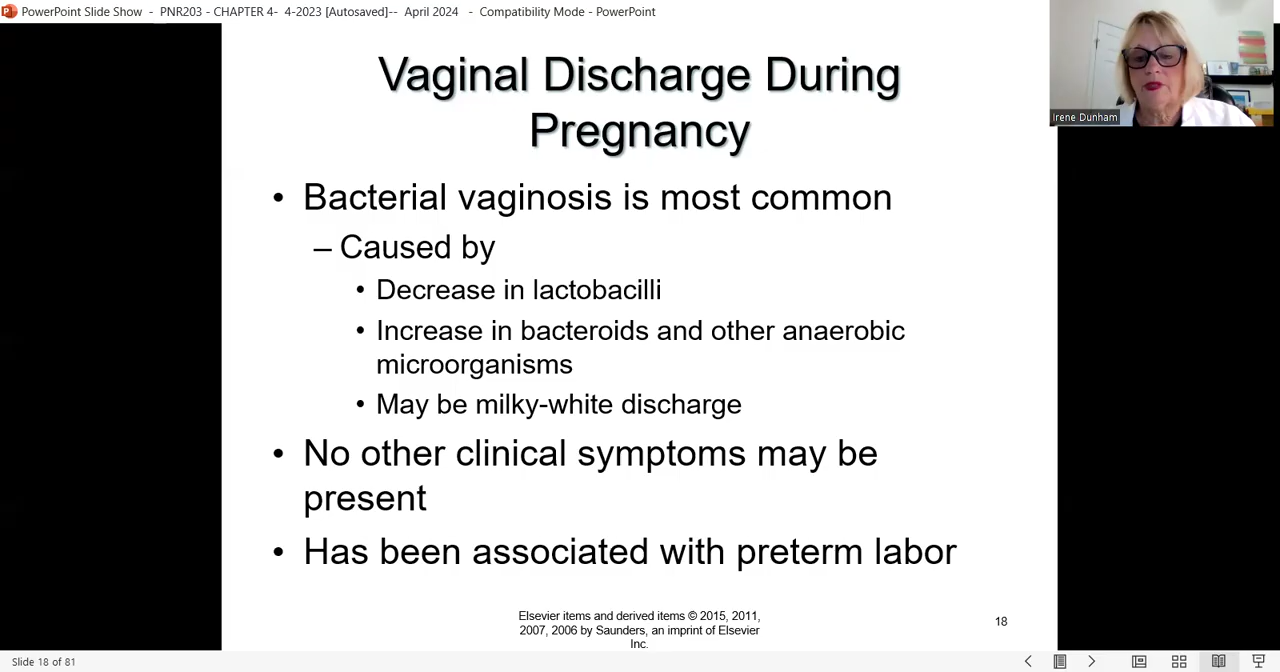 PowerPoint Slide Show - PNR203 - CHAPTER 4- 4-2023 [Autosaved]-- April 2024 - Compatibility Mode - PowerPoint
Irene Dunham
Vaginal Discharge During
Pregnancy
• Bacterial vaginosis is most common
– Caused by
• Decrease in lactobacilli
• Increase in bacteroids and other anaerobic
microorganisms
• May be milky-white discharge
• No other clinical symptoms may be
present
• Has been associated with preterm labor
Elsevier items and derived items © 2015, 2011,
2007, 2006 by Saunders, an imprint of Elsevier
Inc.
18
Slide 18 of 81